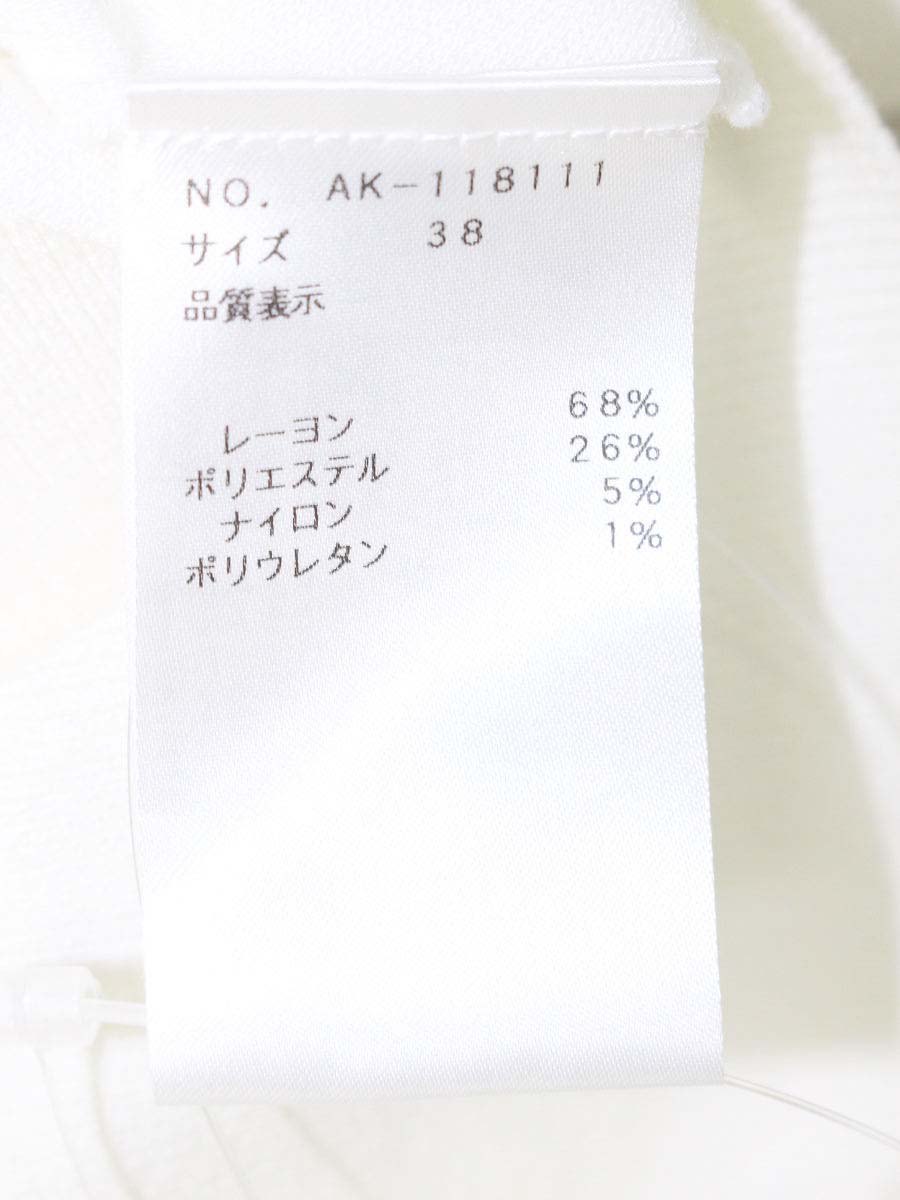 NO. AK-118111
サイズ 38
品質表示
レーヨン 68%
ポリエステル 26%
ナイロン 5%
ポリウレタン 1%